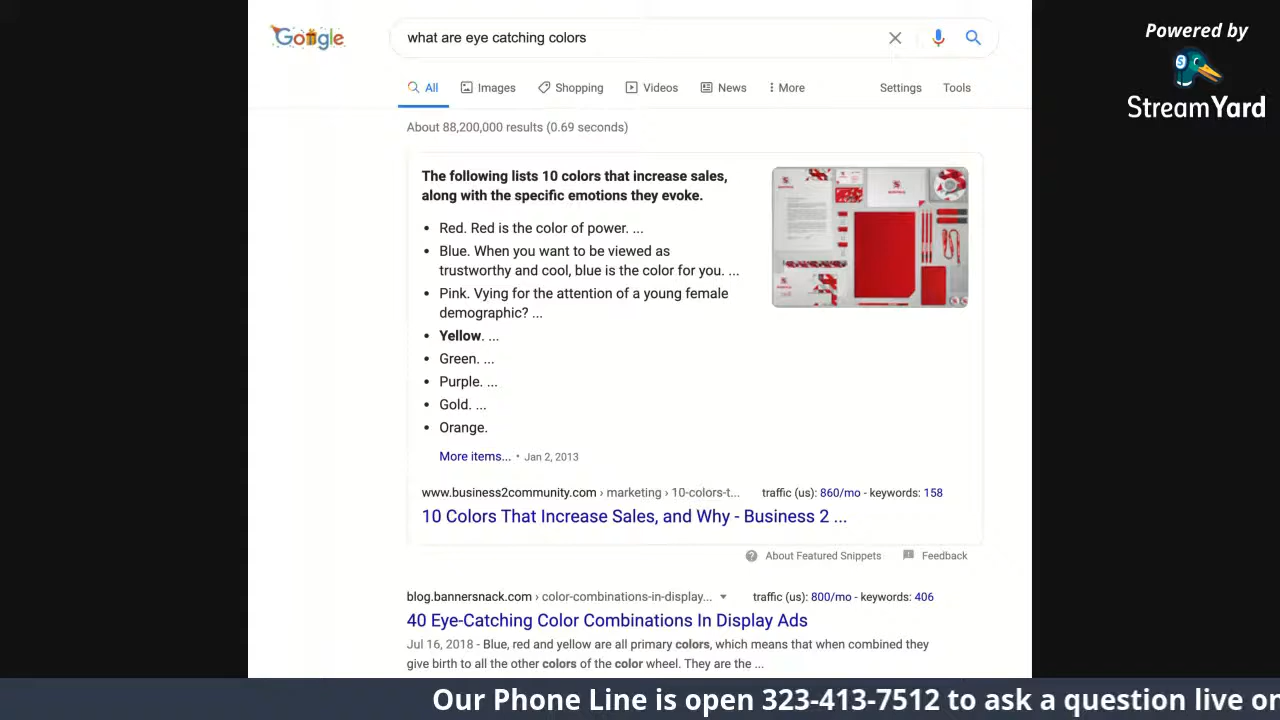 Google
what are eye catching colors
Powered by
StreamYard
All Images Shopping Videos News More Settings Tools
About 88,200,000 results (0.69 seconds)
The following lists 10 colors that increase sales,
along with the specific emotions they evoke.
• Red. Red is the color of power. ...
• Blue. When you want to be viewed as
trustworthy and cool, blue is the color for you. ...
• Pink. Vying for the attention of a young female
demographic? ...
• Yellow. ...
• Green. ...
• Purple. ...
• Gold. ...
• Orange.
More items... • Jan 2, 2013
www.business2community.com › marketing › 10-colors-t... traffic (us): 860/mo - keywords: 158
10 Colors That Increase Sales, and Why - Business 2 ...
About Featured Snippets Feedback
blog.bannersnack.com › color-combinations-in-display... traffic (us): 800/mo - keywords: 406
40 Eye-Catching Color Combinations In Display Ads
Jul 16, 2018 - Blue, red and yellow are all primary colors, which means that when combined they
give birth to all the other colors of the color wheel. They are the ...
Our Phone Line is open 323-413-7512 to ask a question live or